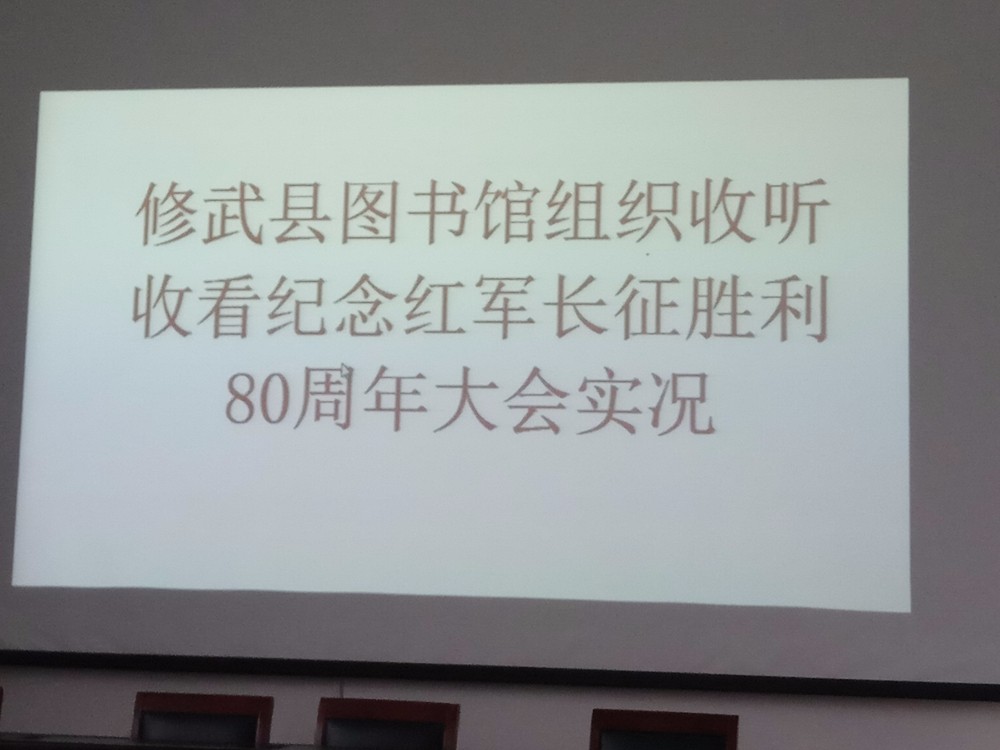 修武县图书馆组织收听
收看纪念红军长征胜利
80周年大会实况